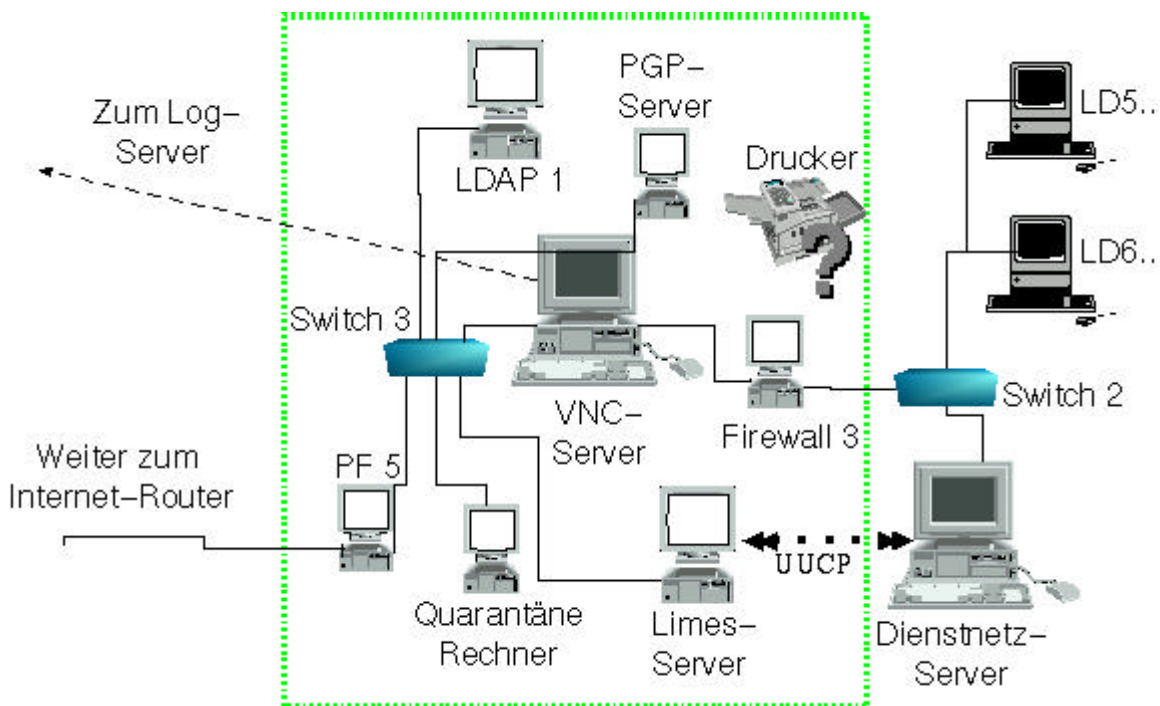 PGP–
Server
LD5..
Zum Log–
Server
LDAP 1
Drucker
LD6..
Switch 3
VNC–
Server
Firewall 3
Switch 2
Weiter zum
Internet–Router
PF 5
UUCP
Quarantäne
Rechner
Limes–
Server
Dienstnetz–
Server